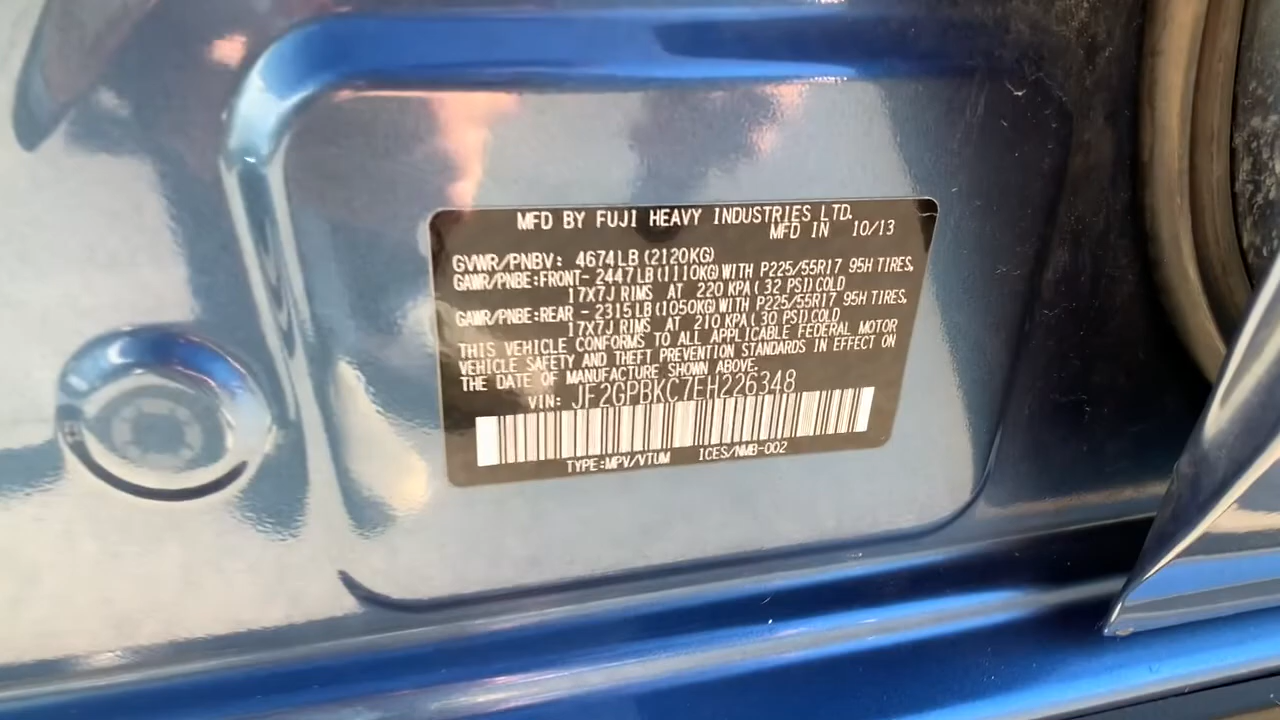 MFD BY FUJI HEAVY INDUSTRIES LTD.
MFD IN 10/13
GVWR/PNBV: 4674LB (2120KG)
GAWR/PNBE:FRONT- 2447LB (1110KG) WITH P225/55R17 95H TIRES,
17X7J RIMS AT 220 KPA ( 32 PSI) COLD
GAWR/PNBE:REAR - 2315LB (1050KG) WITH P225/55R17 95H TIRES,
17X7J RIMS AT 210 KPA ( 30 PSI) COLD
THIS VEHICLE CONFORMS TO ALL APPLICABLE FEDERAL MOTOR
VEHICLE SAFETY AND THEFT PREVENTION STANDARDS IN EFFECT ON
THE DATE OF MANUFACTURE SHOWN ABOVE.
VIN: JF2GPBKC7EH226348
TYPE:MPV/VTUM ICES/NMB-002